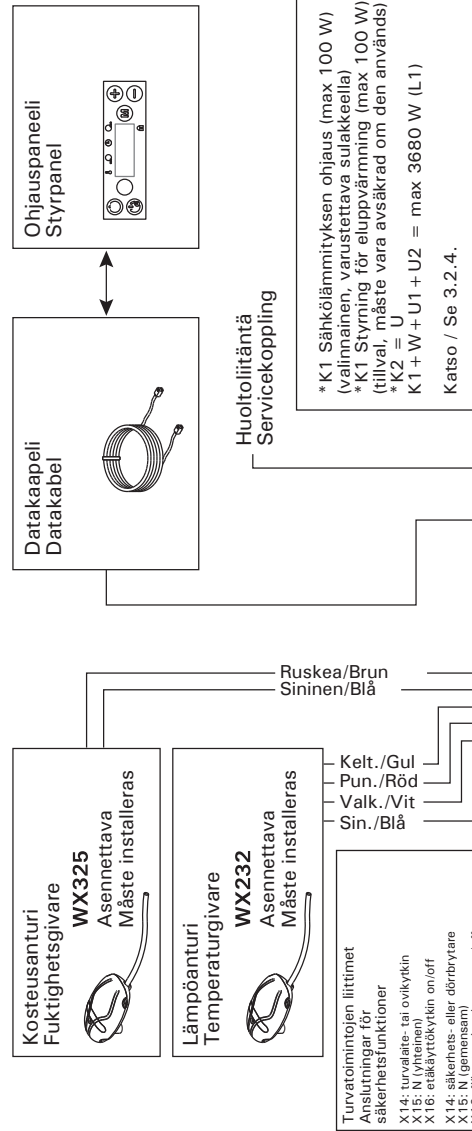 Ohjauspaneeli
Styrpanel
Datakaapeli
Datakabel
Huoltoliitäntä
Servicekoppling
*K1 Sähkölämmityksen ohjaus (max 100 W)
(valinnainen, varustettava sulakkeella)
*K1 Styrning för eluppvärmning (max 100 W)
(tillval, måste vara avsäkrad om den används)
*K2 = U
K1+W+U1+U2 = max 3680 W (L1)
Katso / Se 3.2.4.
Kosteusanturi
Fuktighetsgivare
WX325
Asennettava
Måste installeras
Ruskea/Brun
Sininen/Blå
Lämpöanturi
Temperaturgivare
WX232
Asennettava
Måste installeras
Kelt./Gul
Pun./Röd
Valk./Vit
Sin./Blå
Turvatoimintojen liittimet
Anslutningar för
säkerhetsfunktioner
X14: turvalaite- tai ovikytkin
X15: N (yhteinen)
X16: etäkäyttökytkin on/off
X14: säkerhets- eller dörrbrytare
X15: N (gemensam)